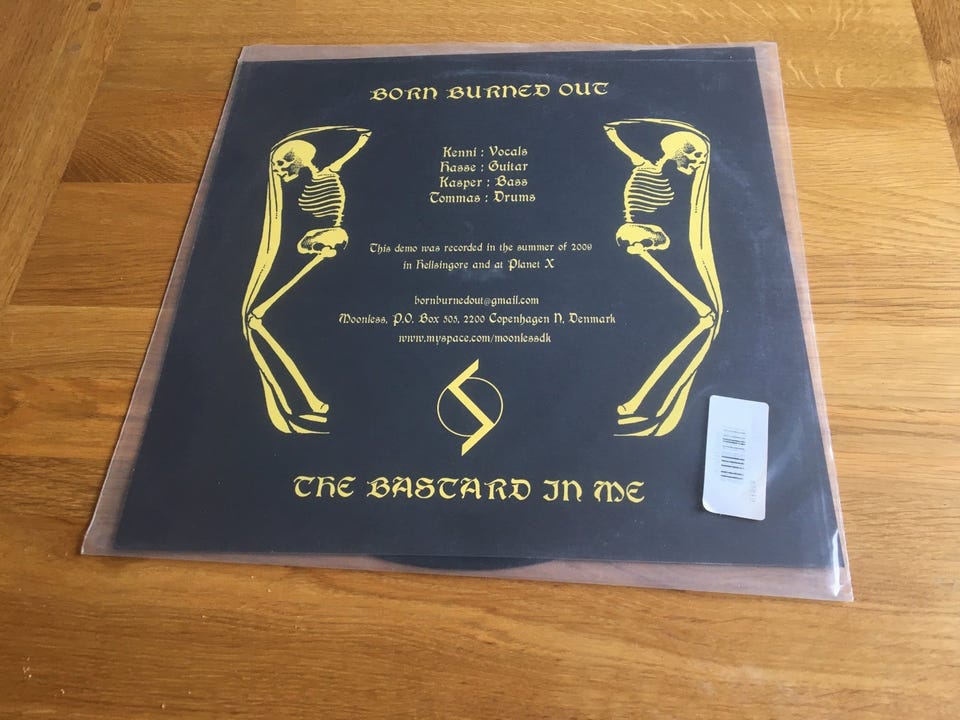 BORN BURNED OUT
Kenni : Vocals
Hasse : Guitar
Kasper : Bass
Tommas : Drums
This demo was recorded in the summer of 2009
in Hellsingore and at Planet X
bornburnedout@gmail.com
Moonless, P.O. Box 505, 2200 Copenhagen N, Denmark
www.myspace.com/moonlessdk
THE BASTARD IN ME